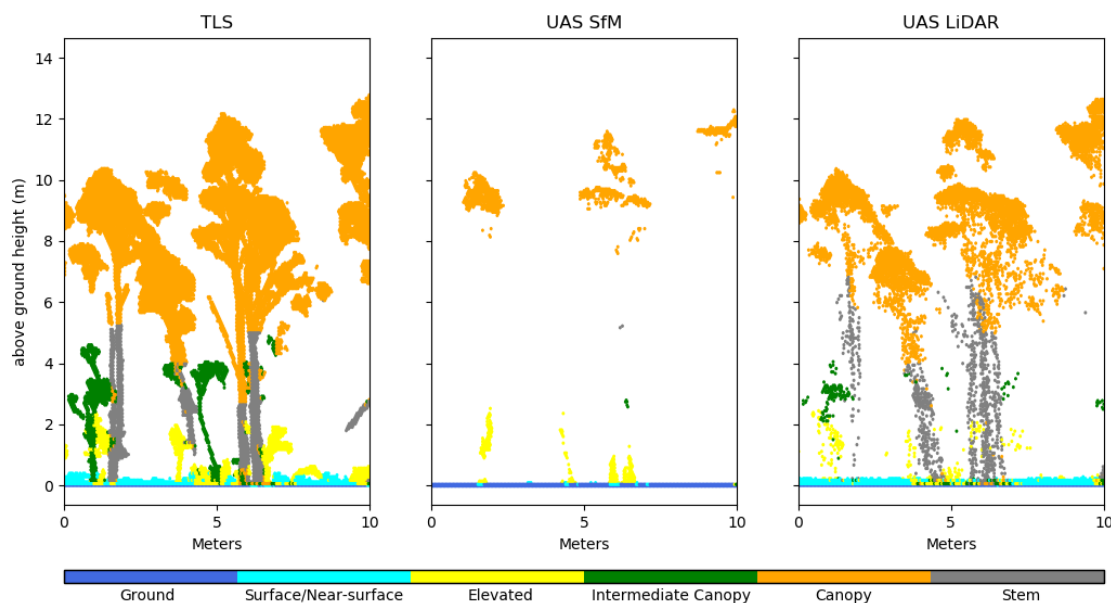 TLS
UAS SfM
UAS LiDAR
above ground height (m)
14
12
10
8
6
4
2
0
0 5 10
0 5 10
0 5 10
Meters
Meters
Meters
Ground Surface/Near-surface Elevated Intermediate Canopy Canopy Stem